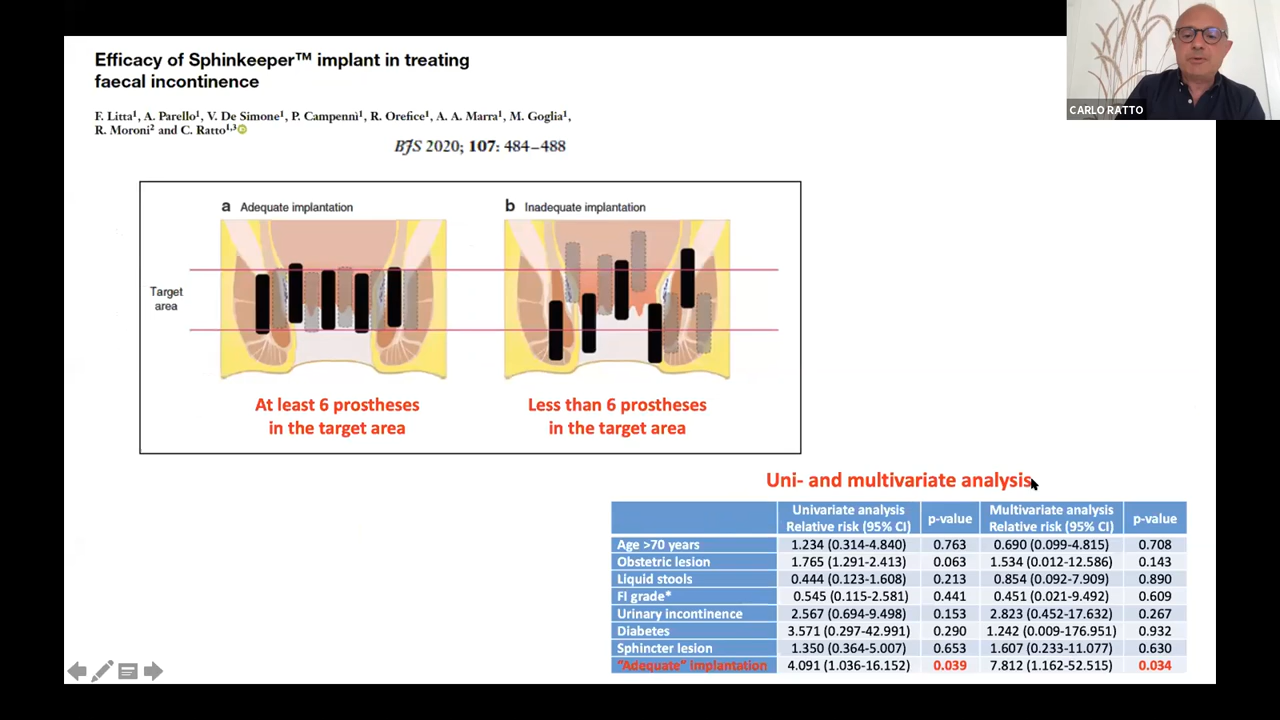 Efficacy of Sphinkeeper™ implant in treating
faecal incontinence
F. Litta¹, A. Parello¹, V. De Simone¹, P. Campennì¹, R. Orefice¹, A. A. Marra¹, M. Goglia¹,
R. Moroni² and C. Ratto¹,³
BJS 2020; 107: 484–488
CARLO RATTO
a Adequate implantation
b Inadequate implantation
Target
area
At least 6 prostheses
in the target area
Less than 6 prostheses
in the target area
Uni- and multivariate analysis
Univariate analysis
Relative risk (95% CI)
p-value
Multivariate analysis
Relative risk (95% CI)
p-value
Age >70 years 1.234 (0.314-4.840) 0.763 0.690 (0.099-4.815) 0.708
Obstetric lesion 1.765 (1.291-2.413) 0.063 1.534 (0.012-12.586) 0.143
Liquid stools 0.444 (0.123-1.608) 0.213 0.854 (0.092-7.909) 0.890
FI grade* 0.545 (0.115-2.581) 0.441 0.451 (0.021-9.492) 0.609
Urinary incontinence 2.567 (0.694-9.498) 0.153 2.823 (0.452-17.632) 0.267
Diabetes 3.571 (0.297-42.991) 0.290 1.242 (0.009-176.951) 0.932
Sphincter lesion 1.350 (0.364-5.007) 0.653 1.607 (0.233-11.077) 0.630
"Adequate" implantation 4.091 (1.036-16.152) 0.039 7.812 (1.162-52.515) 0.034